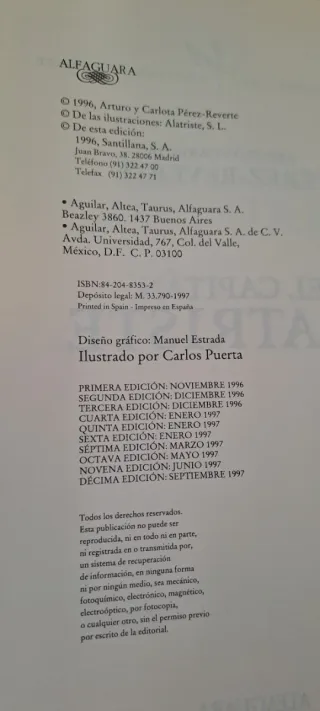 ALFAGUARA
© 1996, Arturo y Carlota Pérez-Reverte
© De las ilustraciones: Alatriste, S. L.
© De esta edición:
1996, Santillana, S. A.
Juan Bravo, 38. 28006 Madrid
Teléfono (91) 322 47 00
Telefax (91) 322 47 71
• Aguilar, Altea, Taurus, Alfaguara S. A.
Beazley 3860. 1437 Buenos Aires
• Aguilar, Altea, Taurus, Alfaguara S. A. de C. V.
Avda. Universidad, 767, Col. del Valle,
México, D.F. C. P. 03100
ISBN:84-204-8353-2
Depósito legal: M. 33.790-1997
Printed in Spain - Impreso en España
Diseño gráfico: Manuel Estrada
Ilustrado por Carlos Puerta
PRIMERA EDICIÓN: NOVIEMBRE 1996
SEGUNDA EDICIÓN: DICIEMBRE 1996
TERCERA EDICIÓN: DICIEMBRE 1996
CUARTA EDICIÓN: ENERO 1997
QUINTA EDICIÓN: ENERO 1997
SEXTA EDICIÓN: ENERO 1997
SÉPTIMA EDICIÓN: MARZO 1997
OCTAVA EDICIÓN: MAYO 1997
NOVENA EDICIÓN: JUNIO 1997
DÉCIMA EDICIÓN: SEPTIEMBRE 1997
Todos los derechos reservados.
Esta publicación no puede ser
reproducida, ni en todo ni en parte,
ni registrada en o transmitida por,
un sistema de recuperación
de información, en ninguna forma
ni por ningún medio, sea mecánico,
fotoquímico, electrónico, magnético,
electroóptico, por fotocopia,
o cualquier otro, sin el permiso previo
por escrito de la editorial.